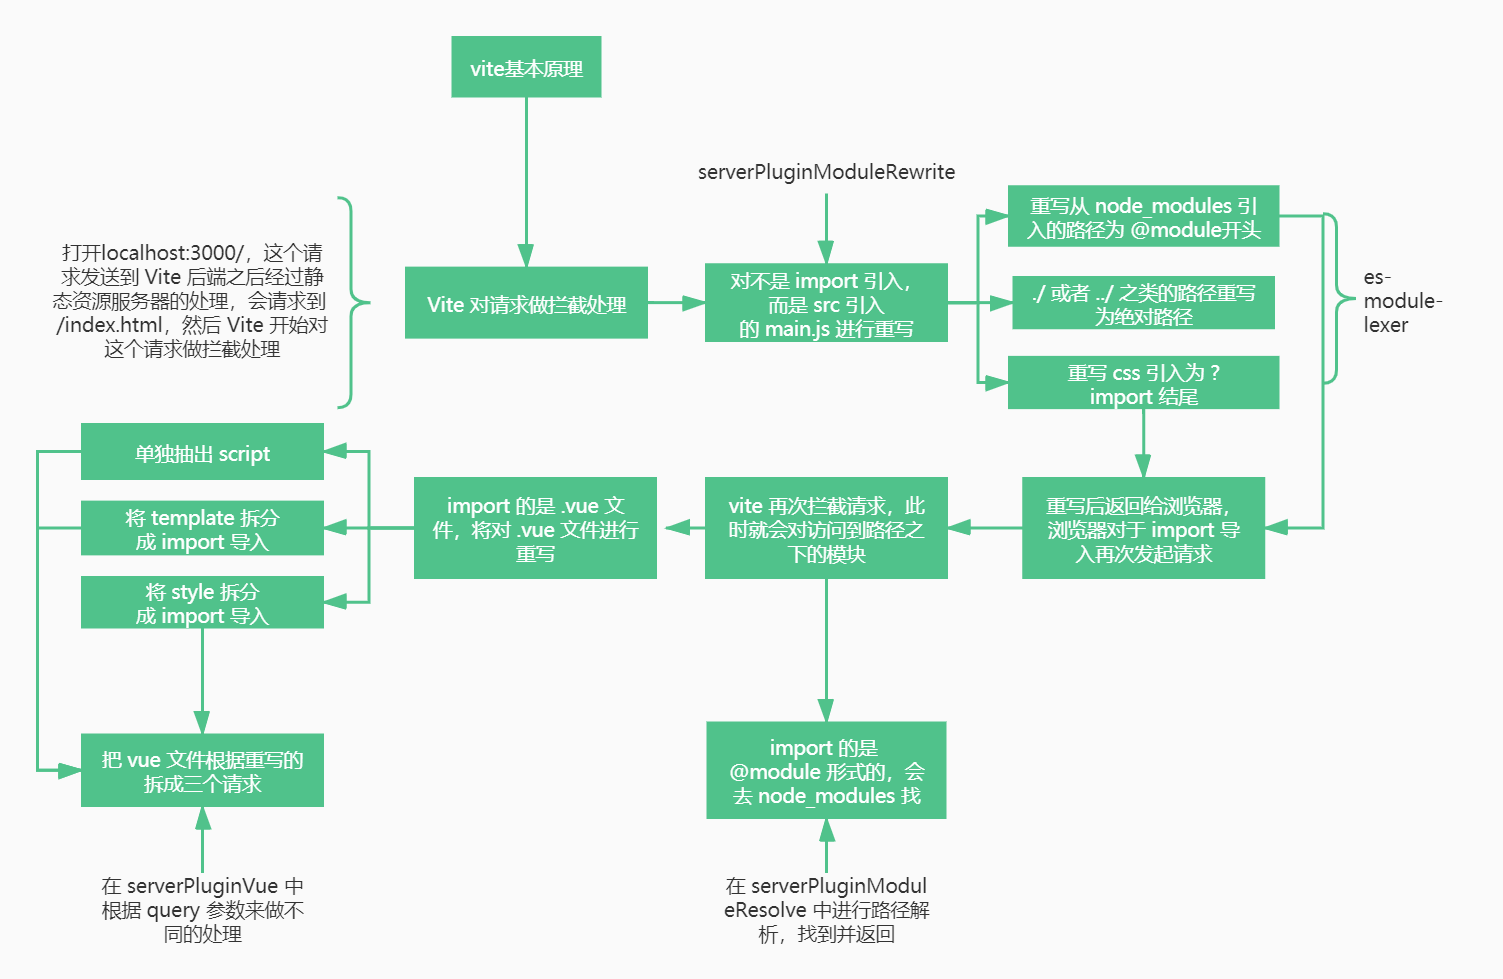 vite基本原理
serverPluginModuleRewrite
打开localhost:3000/，这个请
求发送到 Vite 后端之后经过静
态资源服务器的处理，会请求到
/index.html，然后 Vite 开始对
这个请求做拦截处理
Vite 对请求做拦截处理
对不是 import 引入，
而是 src 引入
的 main.js 进行重写
重写从 node_modules 引
入的路径为 @module开头
./ 或者 ../ 之类的路径重写
为绝对路径
重写 css 引入为 ?
import 结尾
es-
module-
lexer
单独抽出 script
将 template 拆分
成 import 导入
将 style 拆分
成 import 导入
import 的是 .vue 文
件，将对 .vue 文件进行
重写
vite 再次拦截请求，此
时就会对访问到路径之
下的模块
重写后返回给浏览器，
浏览器对于 import 导
入再次发起请求
把 vue 文件根据重写的
拆成三个请求
import 的是
@module 形式的，会
去 node_modules 找
在 serverPluginVue 中
根据 query 参数来做不
同的处理
在 serverPluginModul
eResolve 中进行路径解
析，找到并返回